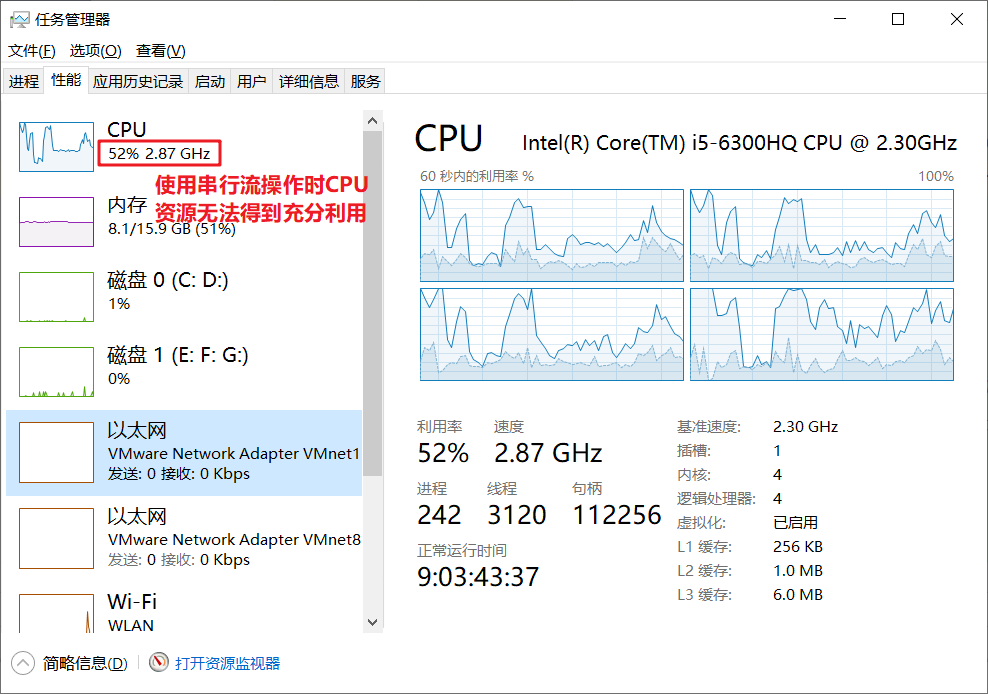 任务管理器
文件(F) 选项(O) 查看(V)
进程 性能 应用历史记录 启动 用户 详细信息 服务
CPU
52% 2.87 GHz
使用串行流操作时CPU
资源无法得到充分利用
内存
8.1/15.9 GB (51%)
磁盘 0 (C: D:)
1%
磁盘 1 (E: F: G:)
0%
以太网
VMware Network Adapter VMnet1
发送: 0 接收: 0 Kbps
以太网
VMware Network Adapter VMnet8
发送: 0 接收: 0 Kbps
Wi-Fi
WLAN
CPU
Intel(R) Core(TM) i5-6300HQ CPU @ 2.30GHz
60 秒内的利用率 % 100%
利用率 速度
52% 2.87 GHz
进程 线程 句柄
242 3120 112256
正常运行时间
9:03:43:37
基准速度: 2.30 GHz
插槽: 1
内核: 4
逻辑处理器: 4
虚拟化: 已启用
L1 缓存: 256 KB
L2 缓存: 1.0 MB
L3 缓存: 6.0 MB
简略信息(D) 打开资源监视器